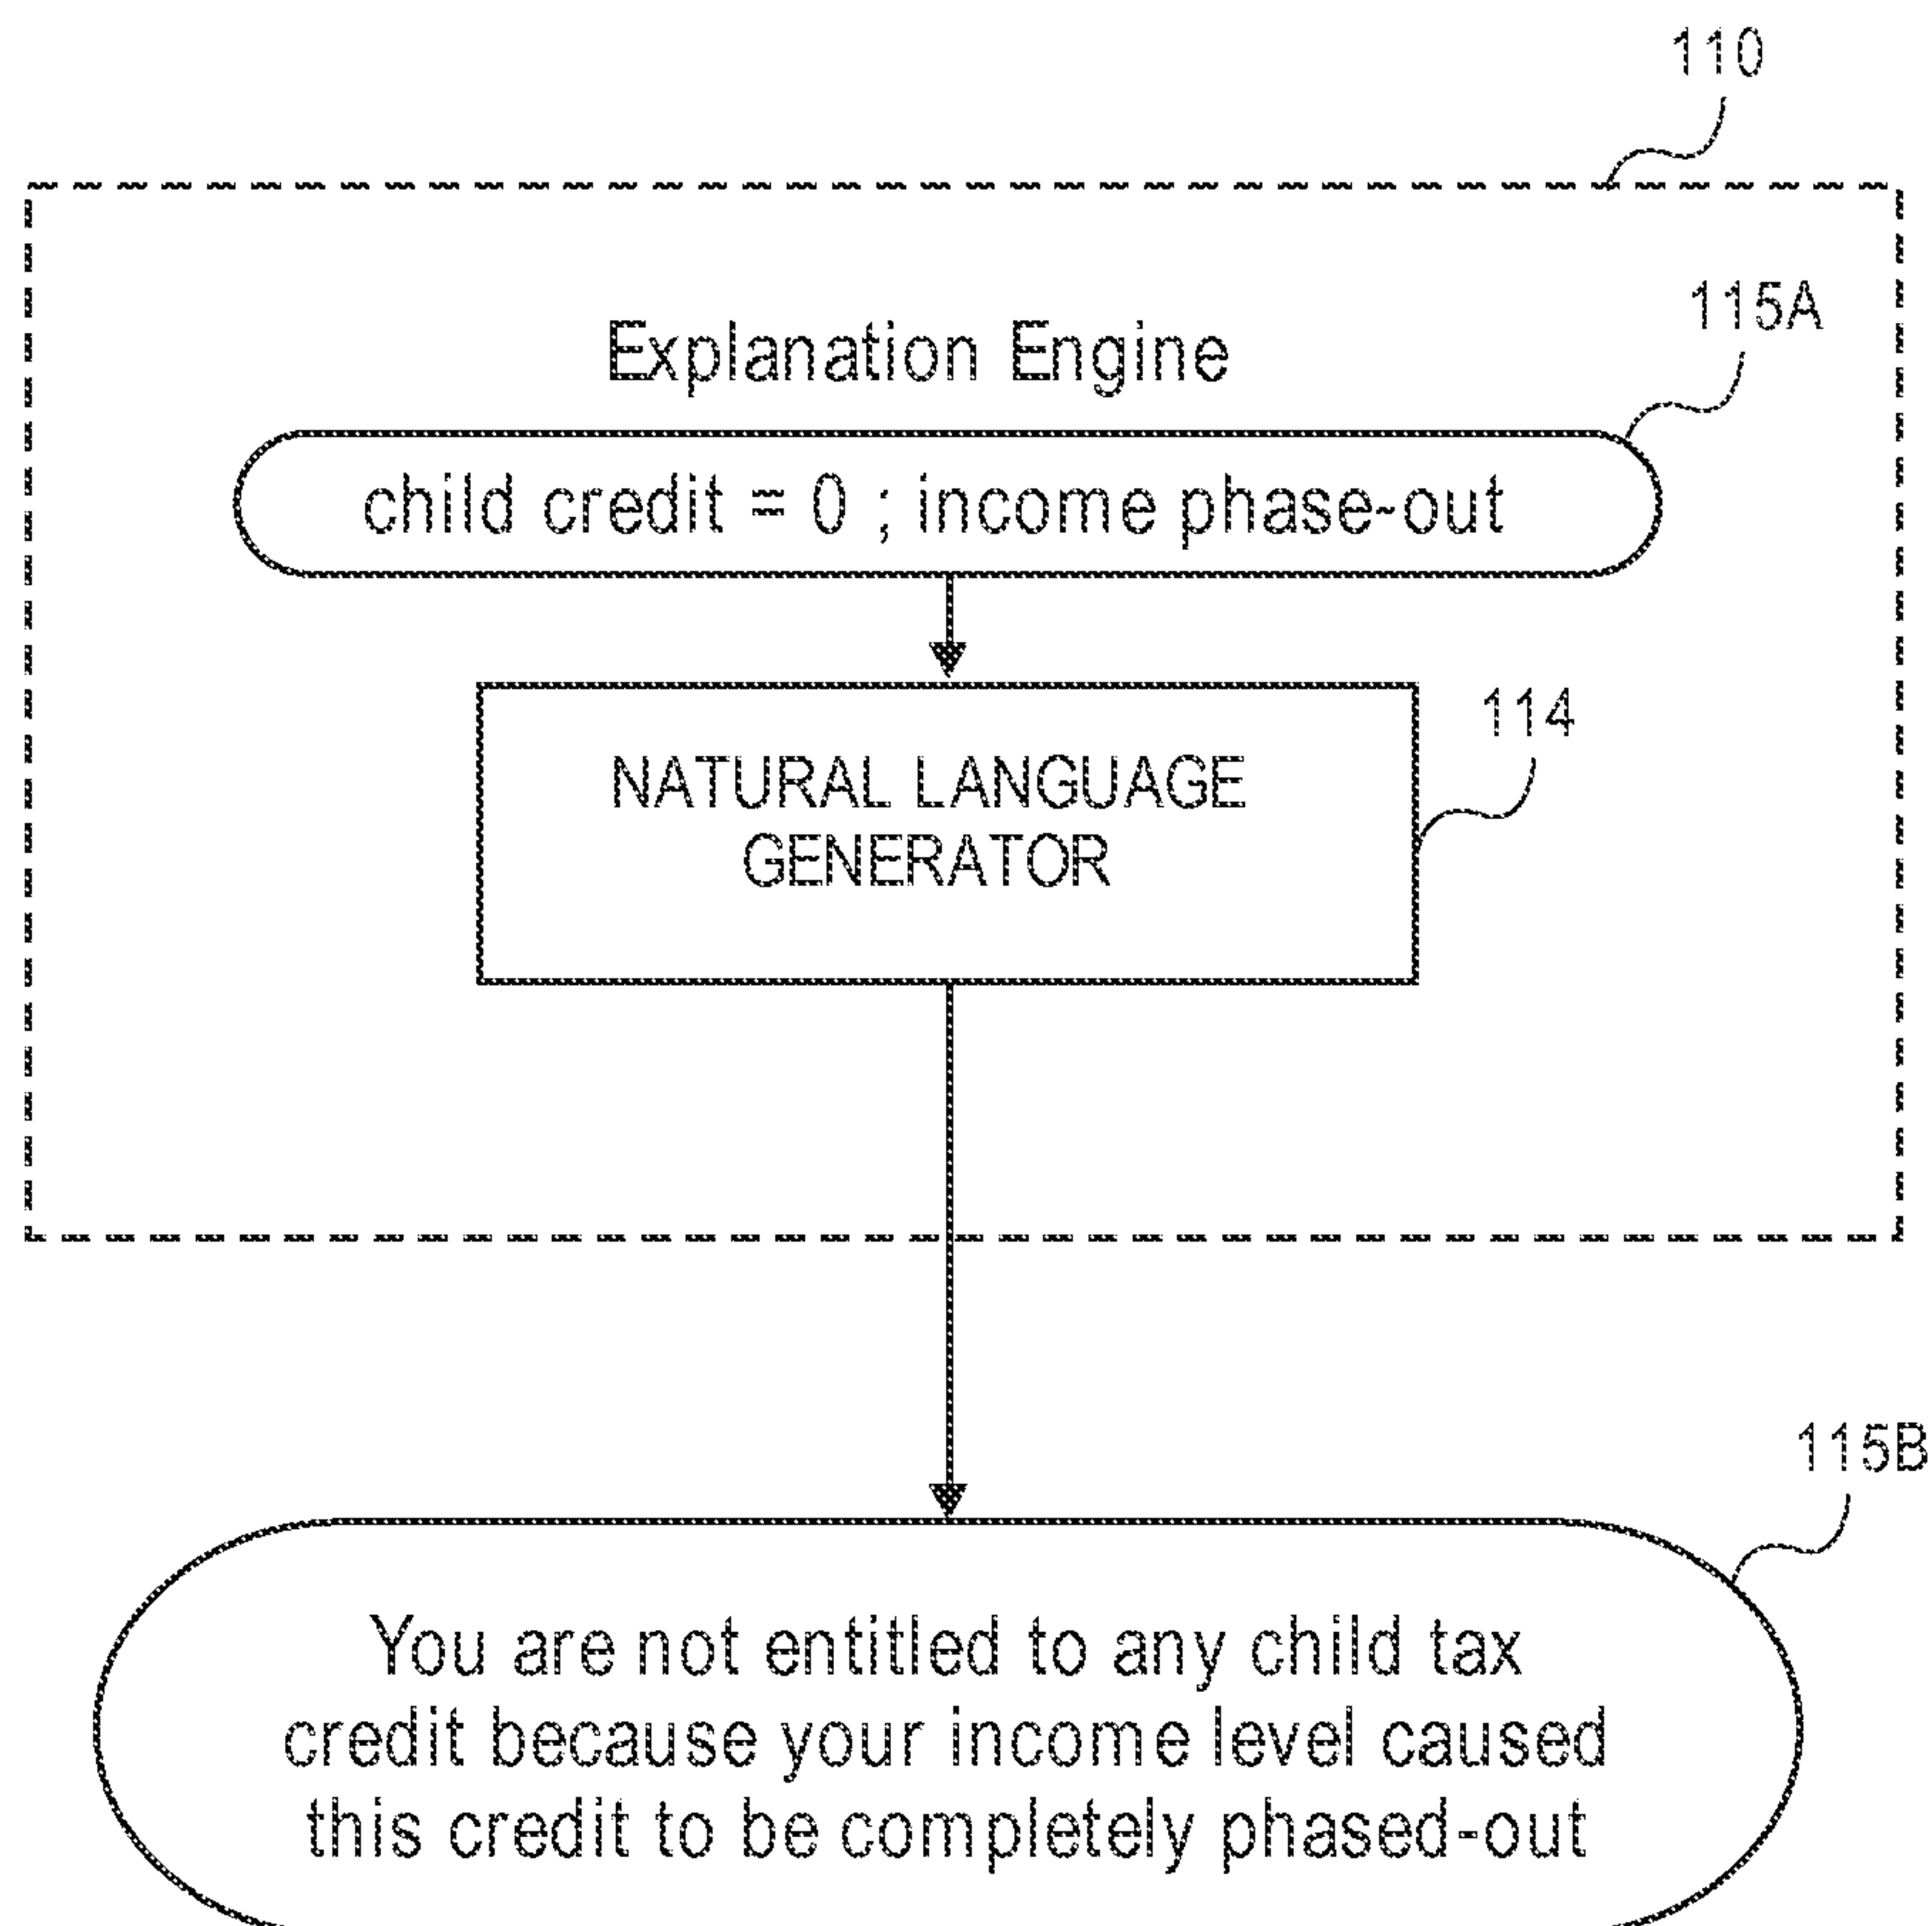 110
115A
Explanation Engine
child credit = 0 ; income phase-out
114
NATURAL LANGUAGE
GENERATOR
115B
You are not entitled to any child tax
credit because your income level caused
this credit to be completely phased-out